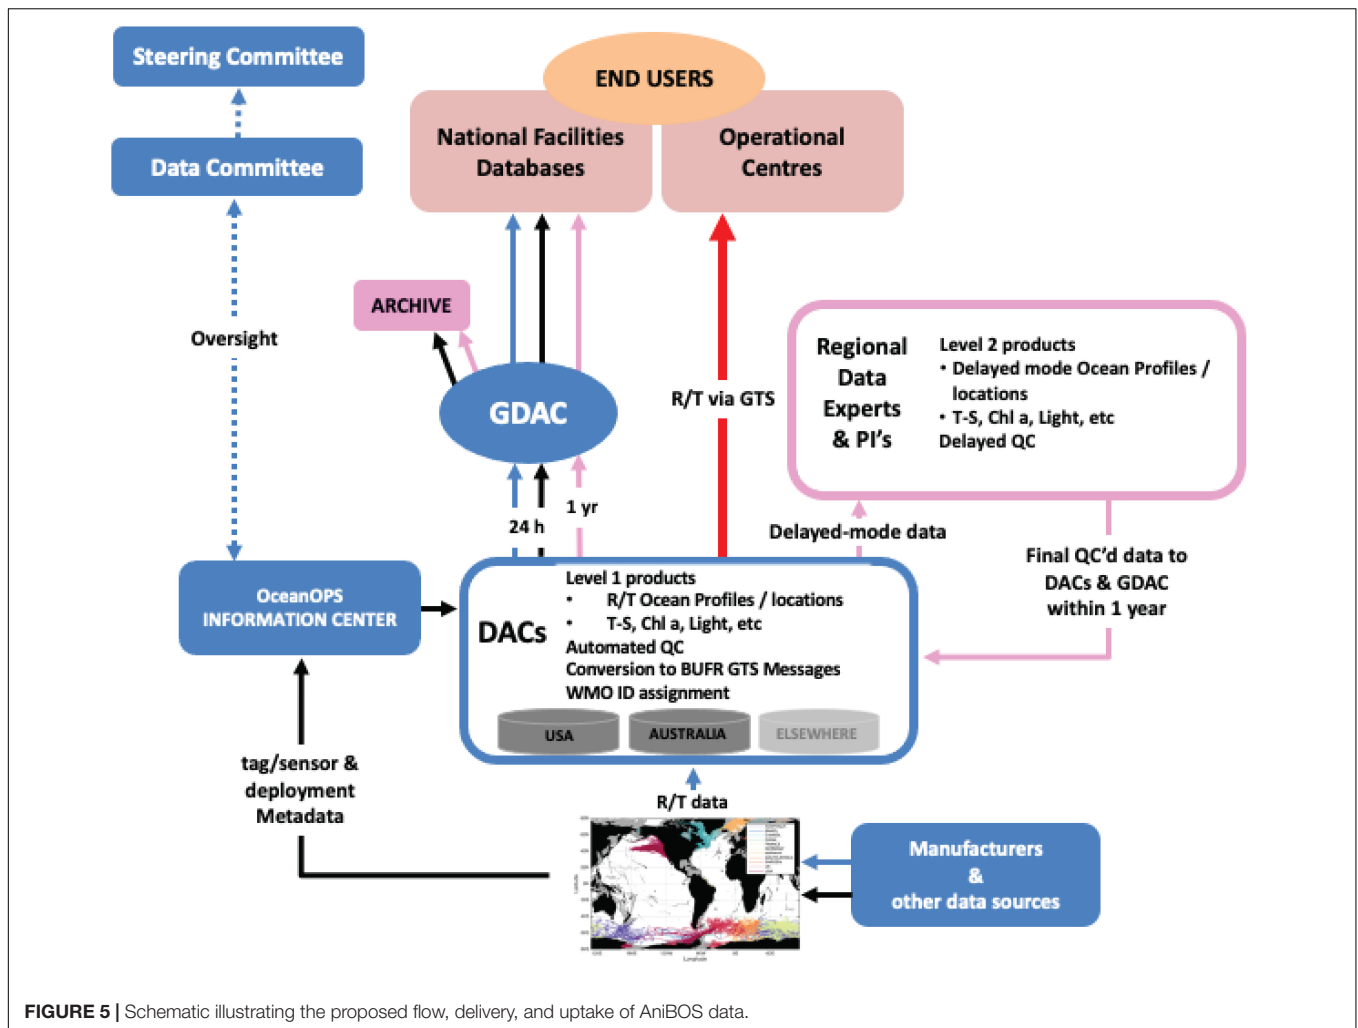 Steering Committee
Data Committee
Oversight
END USERS
National Facilities
Databases
Operational
Centres
ARCHIVE
GDAC
R/T via GTS
24 h
1 yr
Regional
Data
Experts
& PI's
Level 2 products
• Delayed mode Ocean Profiles /
locations
• T-S, Chl a, Light, etc
Delayed QC
Delayed-mode data
Final QC'd data to
DACs & GDAC
within 1 year
OceanOPS
INFORMATION CENTER
DACs
Level 1 products
• R/T Ocean Profiles / locations
• T-S, Chl a, Light, etc
Automated QC
Conversion to BUFR GTS Messages
WMO ID assignment
USA
AUSTRALIA
ELSEWHERE
tag/sensor &
deployment
Metadata
R/T data
Manufacturers
&
other data sources
Latitude
Longitude
FIGURE 5 | Schematic illustrating the proposed flow, delivery, and uptake of AniBOS data.